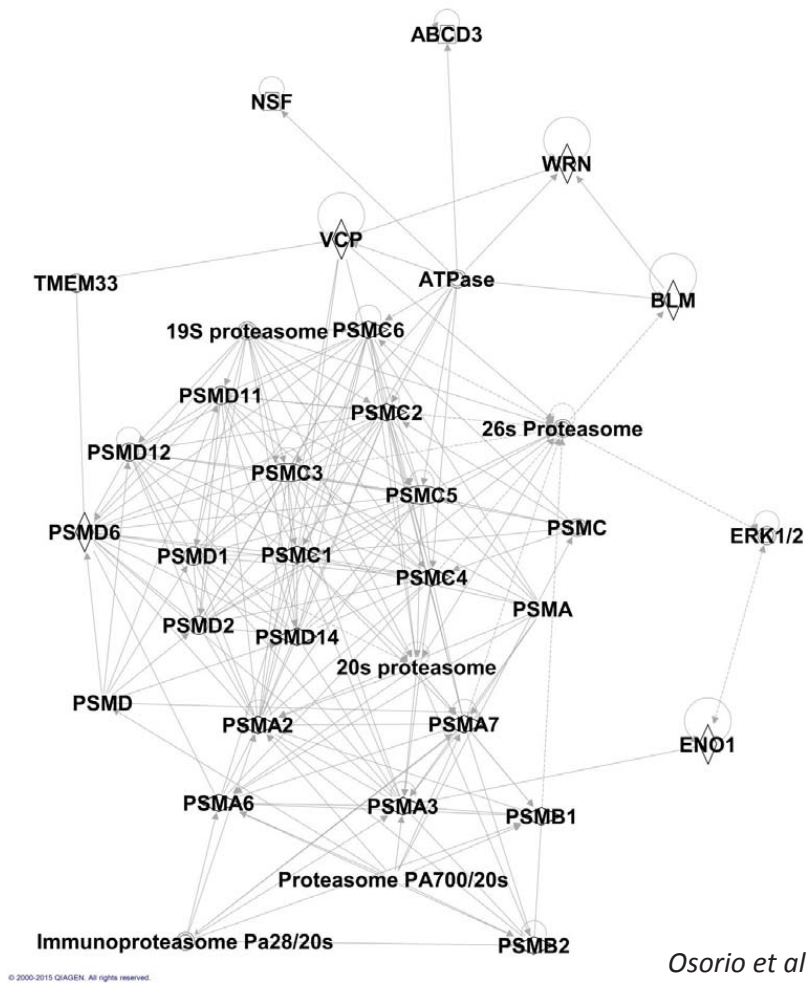 ABCD3
NSF
WRN
VCP
TMEM33
ATPase
BLM
19S proteasome PSMC6
PSMD11
PSMC2
26s Proteasome
PSMD12
PSMC3
PSMC5
PSMD6
PSMD1
PSMC1
PSMC
ERK1/2
PSMC4
PSMA
PSMD2
PSMD14
20s proteasome
PSMD
PSMA2
PSMA7
ENO1
PSMA6
PSMA3
PSMB1
Proteasome PA700/20s
Immunoproteasome Pa28/20s
PSMB2
Osorio et al
© 2000-2015 QIAGEN. All rights reserved.